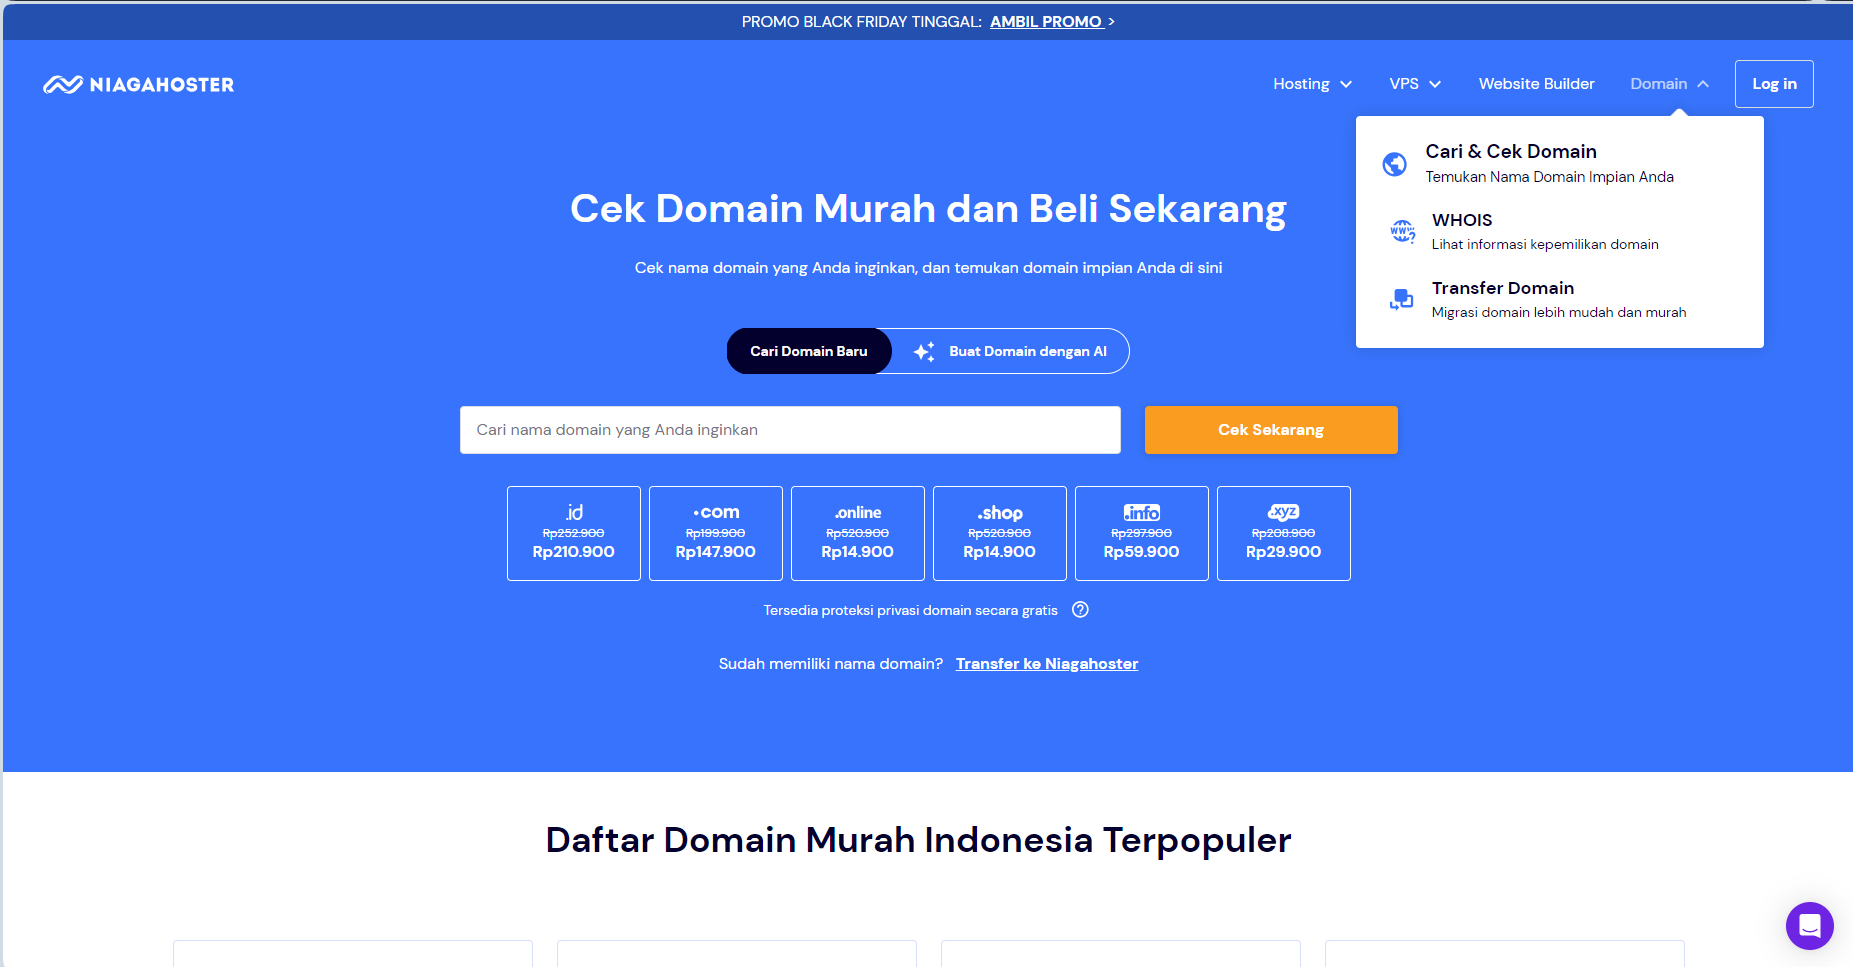 PROMO BLACK FRIDAY TINGGAL: AMBIL PROMO >
NIAGAHOSTER
Hosting
VPS
Website Builder
Domain
Log in
Cari & Cek Domain
Temukan Nama Domain Impian Anda
WHOIS
Lihat informasi kepemilikan domain
Transfer Domain
Migrasi domain lebih mudah dan murah
Cek Domain Murah dan Beli Sekarang
Cek nama domain yang Anda inginkan, dan temukan domain impian Anda di sini
Cari Domain Baru
Buat Domain dengan AI
Cari nama domain yang Anda inginkan
Cek Sekarang
.id
Rp252.900
Rp210.900
.com
Rp199.900
Rp147.900
.online
Rp520.900
Rp14.900
.shop
Rp520.900
Rp14.900
.info
Rp297.900
Rp59.900
.xyz
Rp208.900
Rp29.900
Tersedia proteksi privasi domain secara gratis ?
Sudah memiliki nama domain? Transfer ke Niagahoster
Daftar Domain Murah Indonesia Terpopuler